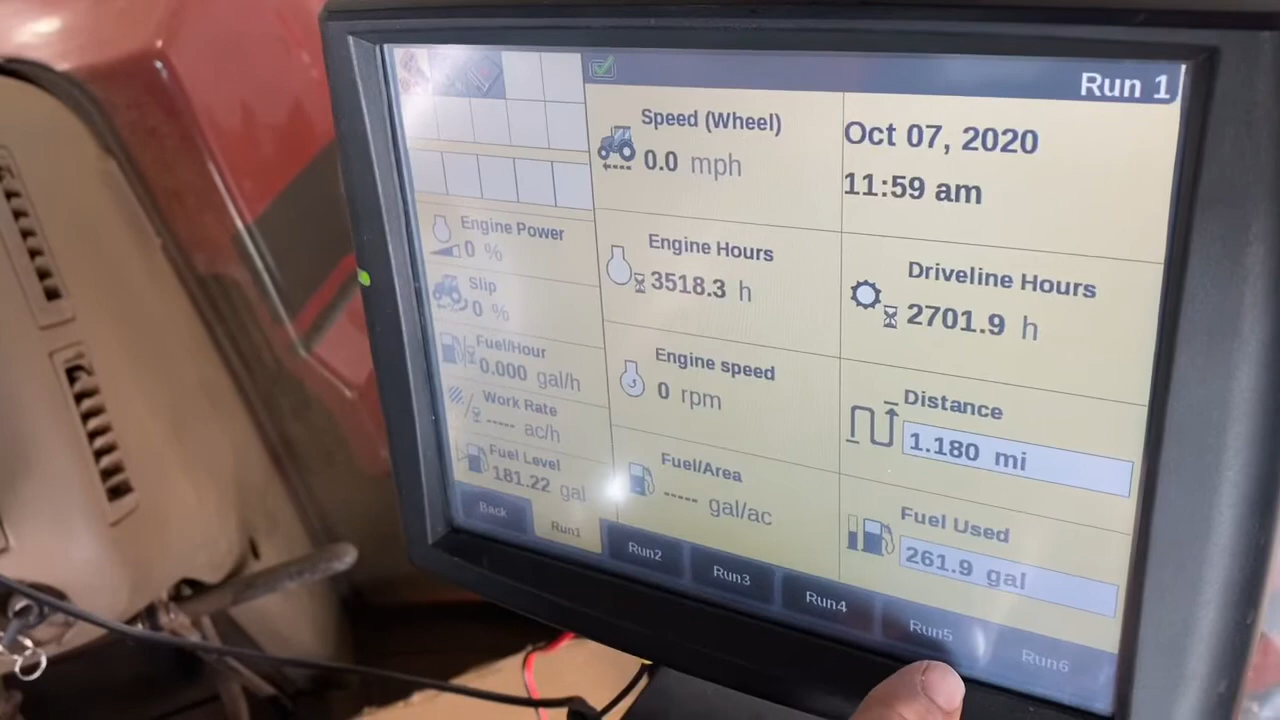 Run 1
Speed (Wheel)
0.0 mph
Oct 07, 2020
11:59 am
Engine Power
0 %
Slip
0 %
Fuel/Hour
0.000 gal/h
Work Rate
----- ac/h
Fuel Level
181.22 gal
Engine Hours
3518.3 h
Engine speed
0 rpm
Fuel/Area
----- gal/ac
Driveline Hours
2701.9 h
Distance
1.180 mi
Fuel Used
261.9 gal
Back
Run1
Run2
Run3
Run4
Run5
Run6